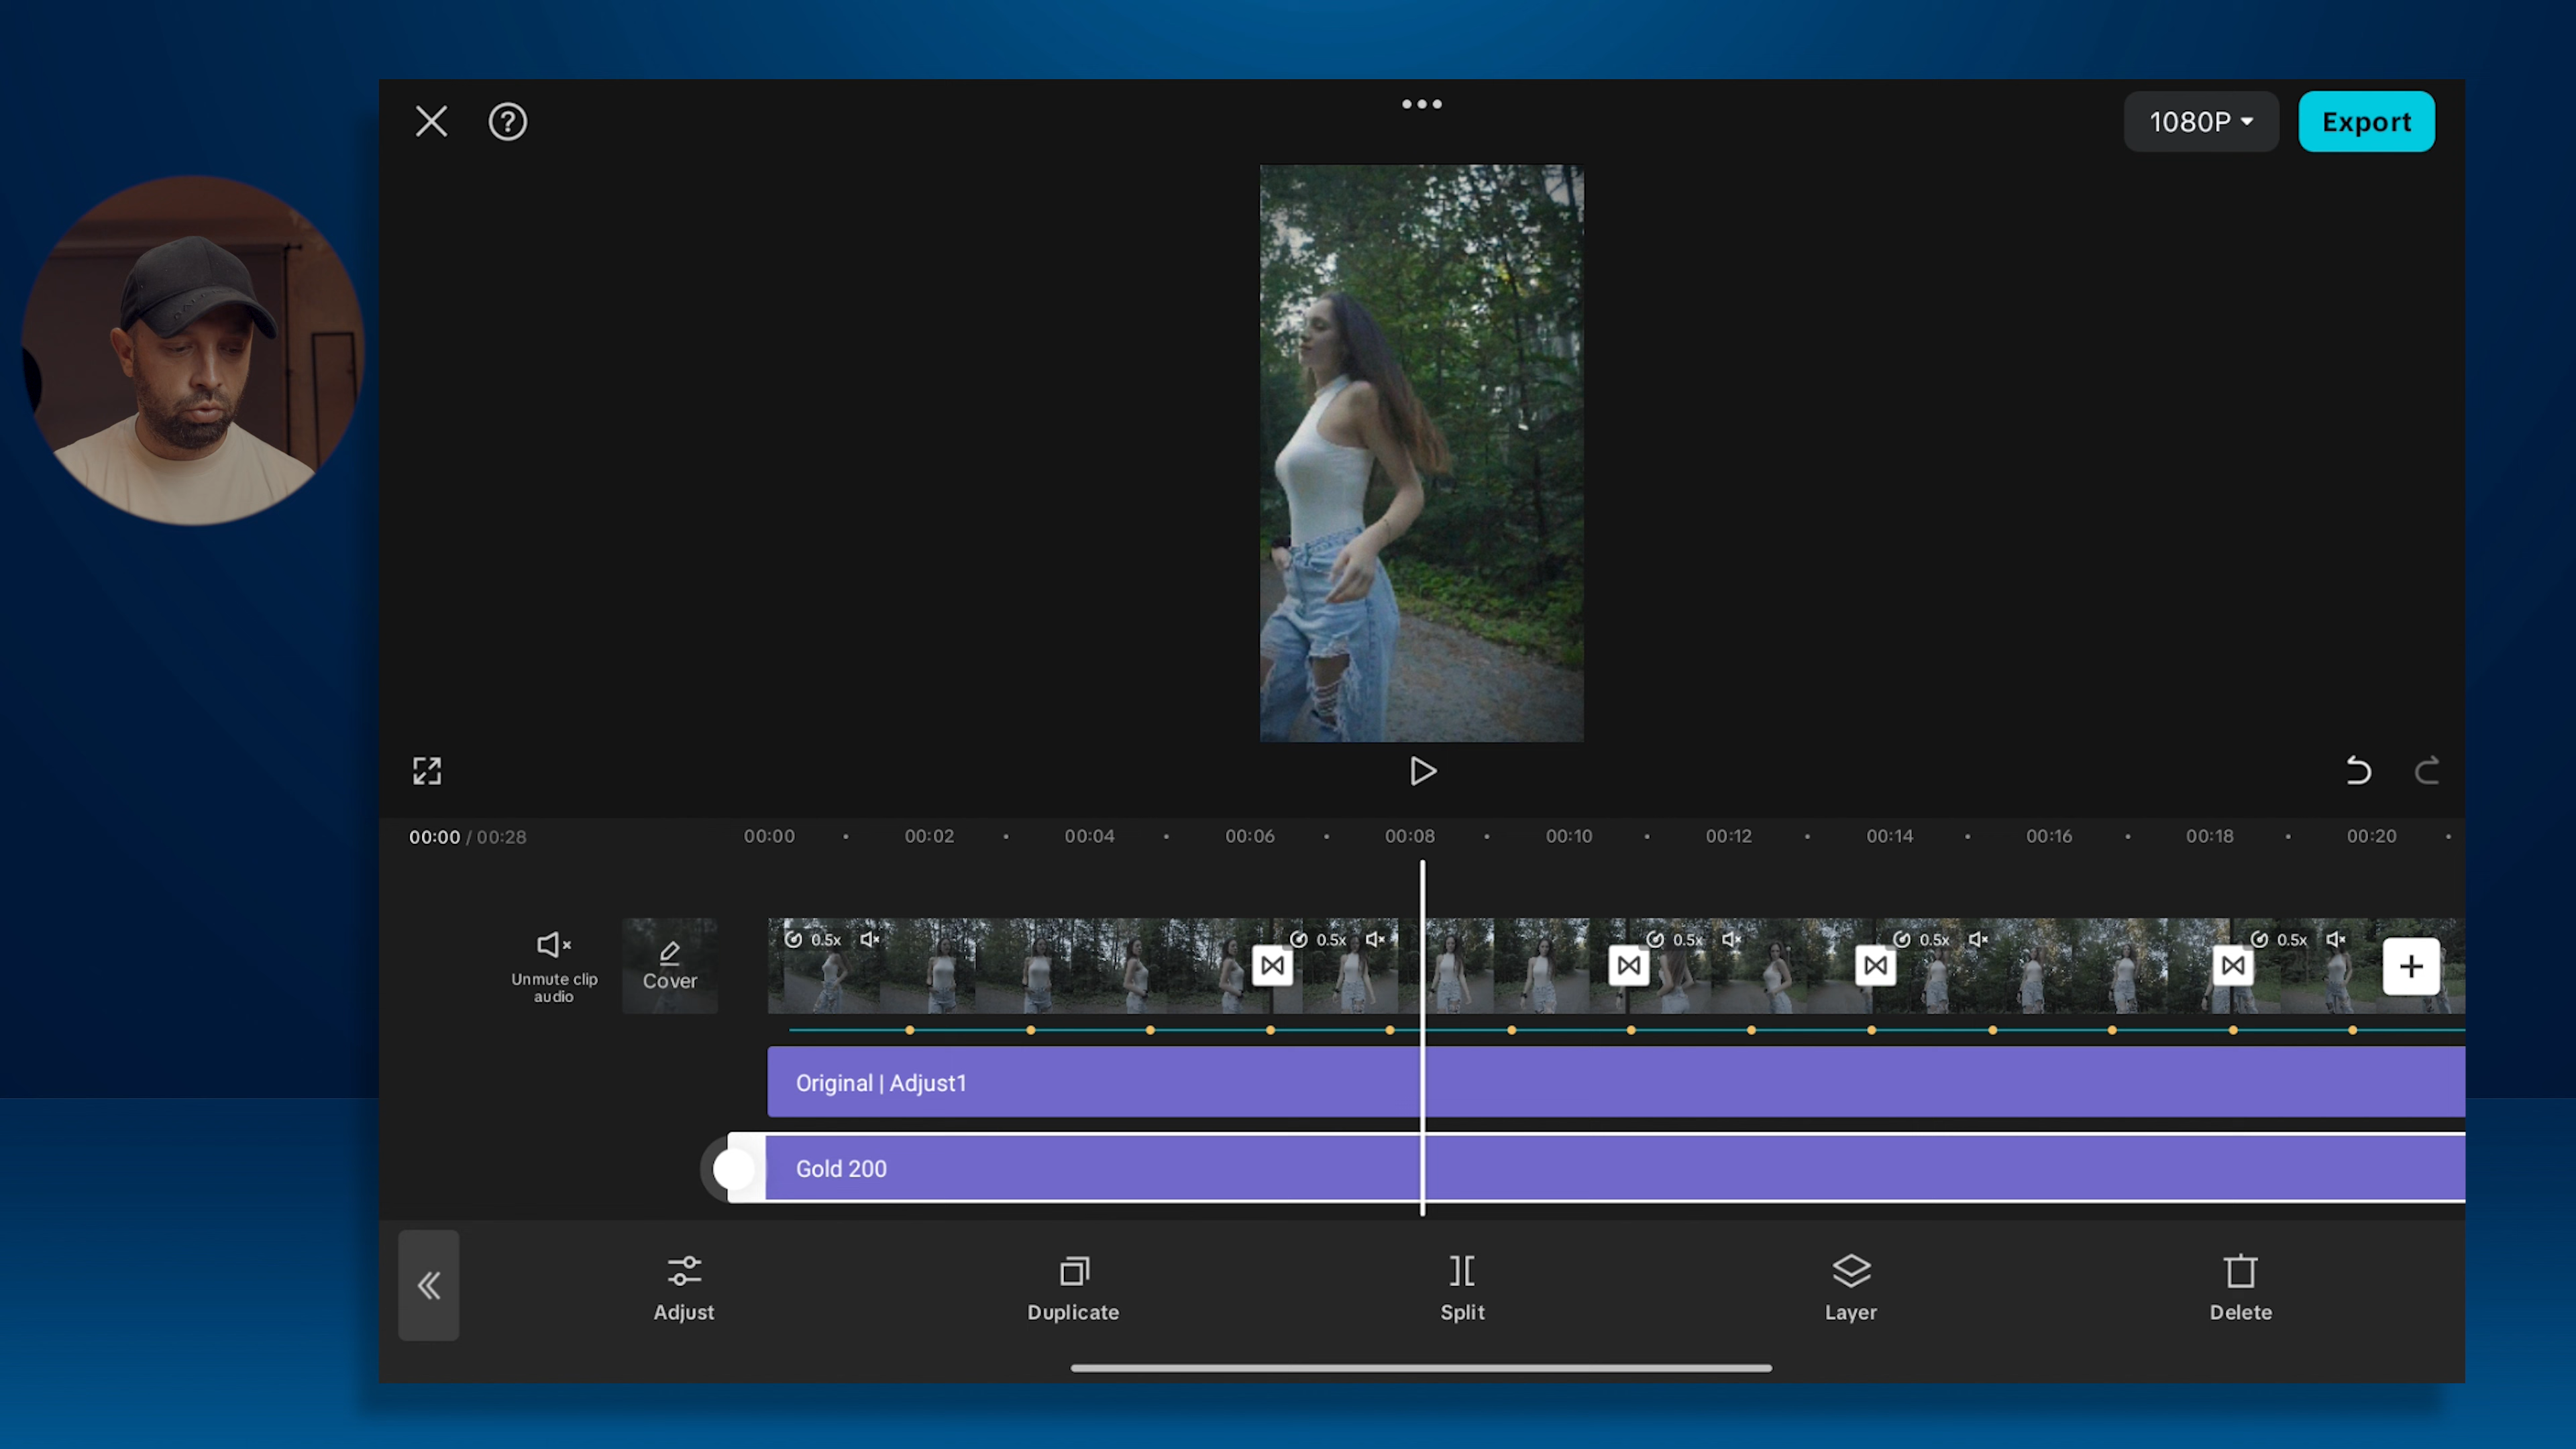 1080P
Export
00:00 / 00:28
00:00 00:02 00:04 00:06 00:08 00:10 00:12 00:14 00:16 00:18 00:20
0.5x 0.5x 0.5x 0.5x 0.5x
Unmute clip
audio
Cover
Original | Adjust1
Gold 200
Adjust Duplicate Split Layer Delete